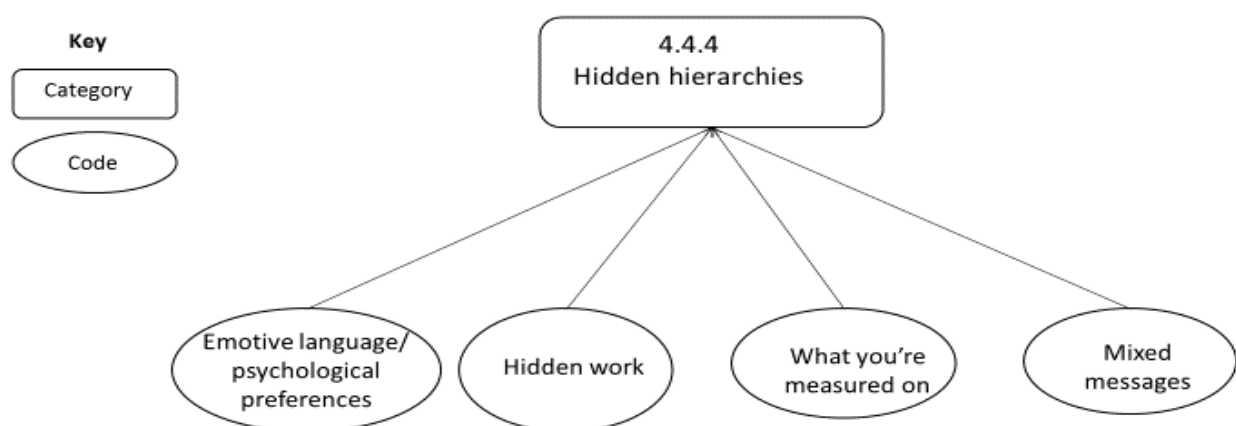 Key
Category
Code
4.4.4
Hidden hierarchies
Emotive language/
psychological
preferences
Hidden work
What you’re
measured on
Mixed
messages